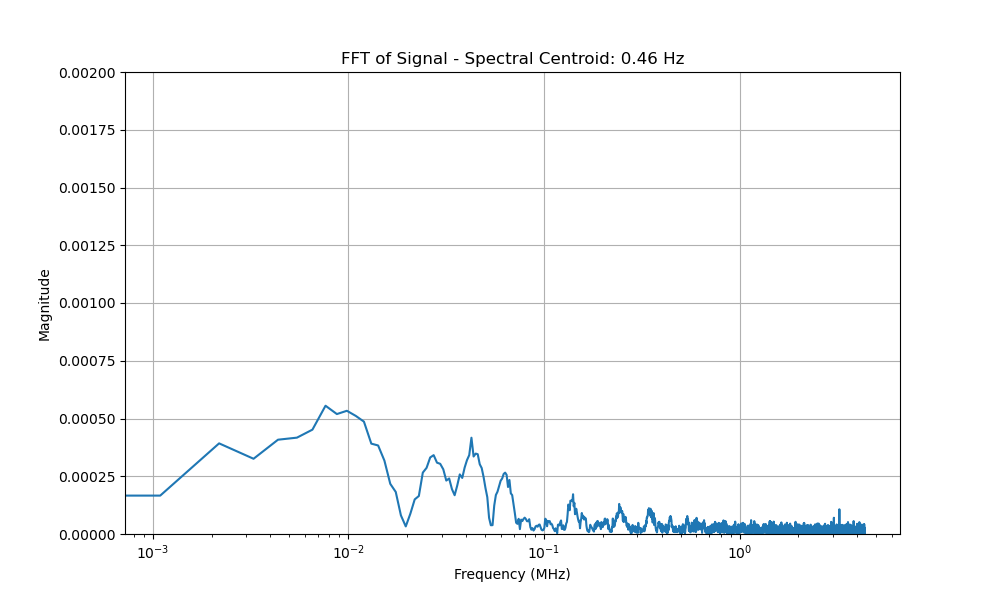 FFT of Signal - Spectral Centroid: 0.46 Hz
0.00200
0.00175
0.00150
0.00125
0.00100
0.00075
0.00050
0.00025
0.00000
Magnitude
10⁻³ 10⁻² 10⁻¹ 10⁰
Frequency (MHz)